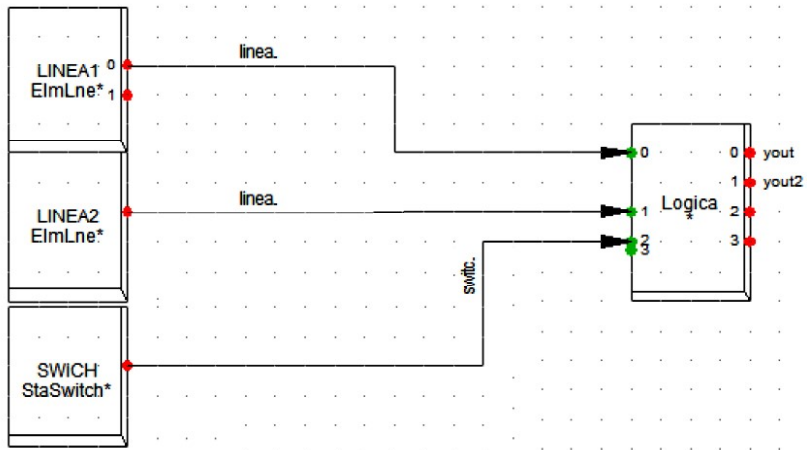 LINEA1
ElmLne*
0
1
linea.
LINEA2
ElmLne*
linea.
SWICH
StaSwitch*
switc.
Logica
*
0
1
2
3
0
1
2
3
yout
yout2